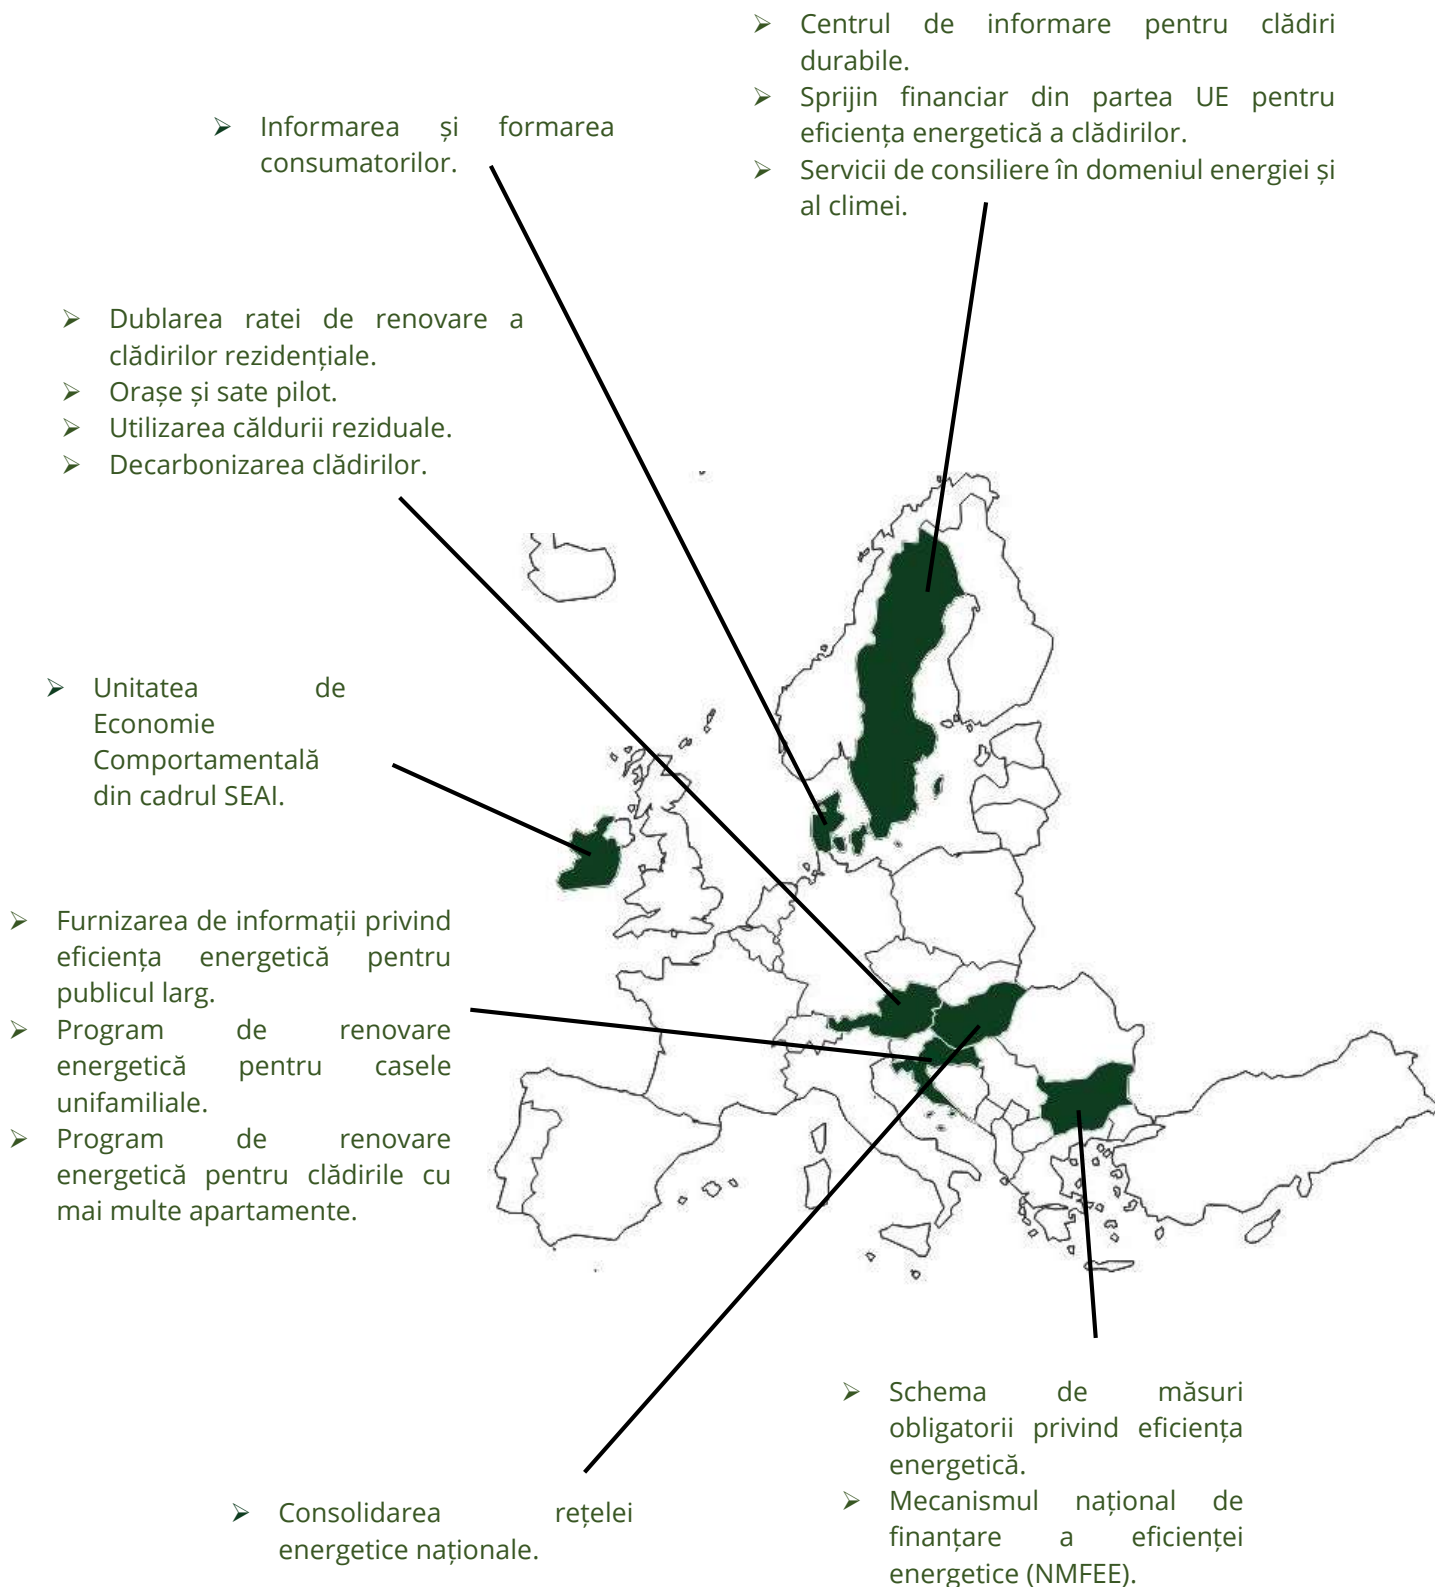 ➢ Centrul de informare pentru clădiri
durabile.
➢ Sprijin financiar din partea UE pentru
eficiența energetică a clădirilor.
➢ Servicii de consiliere în domeniul energiei și
al climei.
➢ Informarea și formarea
consumatorilor.
➢ Dublarea ratei de renovare a
clădirilor rezidențiale.
➢ Orașe și sate pilot.
➢ Utilizarea căldurii reziduale.
➢ Decarbonizarea clădirilor.
➢ Unitatea de
Economie
Comportamentală
din cadrul SEAI.
➢ Furnizarea de informații privind
eficiența energetică pentru
publicul larg.
➢ Program de renovare
energetică pentru casele
unifamiliale.
➢ Program de renovare
energetică pentru clădirile cu
mai multe apartamente.
➢ Schema de măsuri
obligatorii privind eficiența
energetică.
➢ Mecanismul național de
finanțare a eficienței
energetice (NMFEE).
➢ Consolidarea rețelei
energetice naționale.